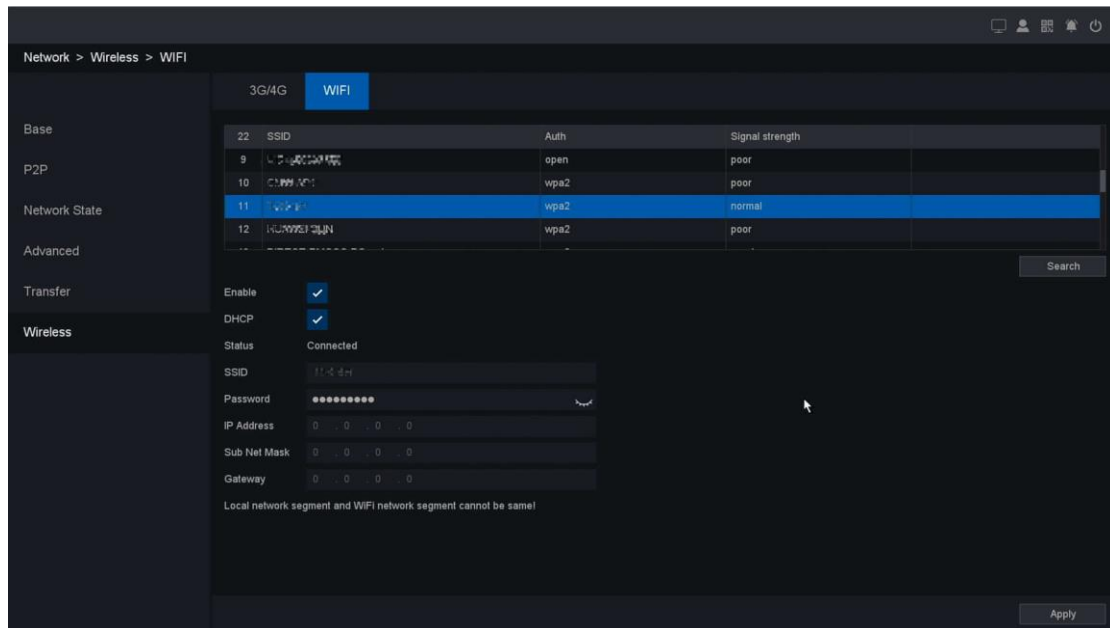 Network > Wireless > WIFI
3G/4G WIFI
Base
P2P
Network State
Advanced
Transfer
Wireless
22 SSID Auth Signal strength
9 open poor
10 wpa2 poor
11 wpa2 normal
12 wpa2 poor
Search
Enable
DHCP
Status Connected
SSID
Password •••••••••
IP Address 0 . 0 . 0 . 0
Sub Net Mask 0 . 0 . 0 . 0
Gateway 0 . 0 . 0 . 0
Local network segment and WIFI network segment cannot be same!
Apply